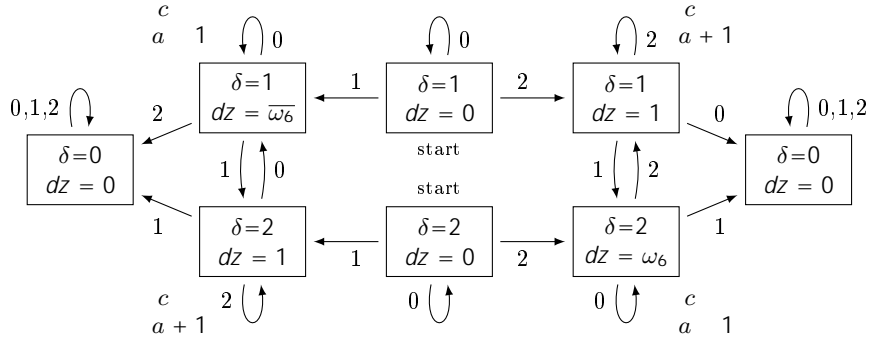 c c
a 1 0 0 2 a + 1
0,1,2 δ=1 1 δ=1 2 δ=1 0,1,2
2 dz = \overline{ω₆} dz = 0 dz = 1 0
δ=0 start δ=0
dz = 0 1 0 1 2 dz = 0
start
1 δ=2 1 δ=2 2 δ=2 1
dz = 1 dz = 0 dz = ω₆
c 2 0 0 c
a + 1 a 1